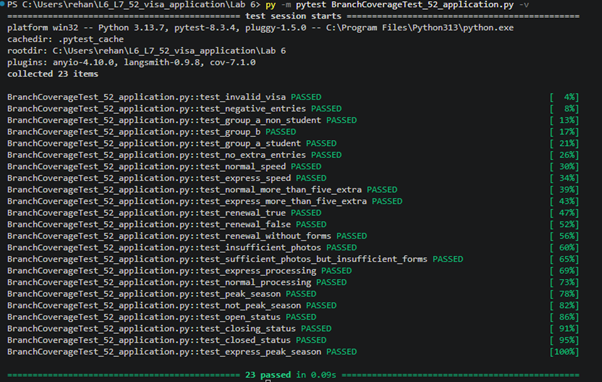 PS C:\Users\rehan\L6_L7_52_visa_application\Lab 6> py -m pytest BranchCoverageTest_52_application.py -v
============ test session starts ============
platform win32 -- Python 3.13.7, pytest-8.3.4, pluggy-1.5.0 -- C:\Program Files\Python313\python.exe
cachedir: .pytest_cache
rootdir: C:\Users\rehan\L6_L7_52_visa_application\Lab 6
plugins: anyio-4.10.0, langsmith-0.9.8, cov-7.1.0
collected 23 items
BranchCoverageTest_52_application.py::test_invalid_visa PASSED [  4%]
BranchCoverageTest_52_application.py::test_negative_entries PASSED [  8%]
BranchCoverageTest_52_application.py::test_group_a_non_student PASSED [ 13%]
BranchCoverageTest_52_application.py::test_group_b PASSED [ 17%]
BranchCoverageTest_52_application.py::test_group_a_student PASSED [ 21%]
BranchCoverageTest_52_application.py::test_no_extra_entries PASSED [ 26%]
BranchCoverageTest_52_application.py::test_normal_speed PASSED [ 30%]
BranchCoverageTest_52_application.py::test_express_speed PASSED [ 34%]
BranchCoverageTest_52_application.py::test_normal_more_than_five_extra PASSED [ 39%]
BranchCoverageTest_52_application.py::test_express_more_than_five_extra PASSED [ 43%]
BranchCoverageTest_52_application.py::test_renewal_true PASSED [ 47%]
BranchCoverageTest_52_application.py::test_renewal_false PASSED [ 52%]
BranchCoverageTest_52_application.py::test_renewal_without_forms PASSED [ 56%]
BranchCoverageTest_52_application.py::test_insufficient_photos PASSED [ 60%]
BranchCoverageTest_52_application.py::test_sufficient_photos_but_insufficient_forms PASSED [ 65%]
BranchCoverageTest_52_application.py::test_express_processing PASSED [ 69%]
BranchCoverageTest_52_application.py::test_normal_processing PASSED [ 73%]
BranchCoverageTest_52_application.py::test_peak_season PASSED [ 78%]
BranchCoverageTest_52_application.py::test_not_peak_season PASSED [ 82%]
BranchCoverageTest_52_application.py::test_open_status PASSED [ 86%]
BranchCoverageTest_52_application.py::test_closing_status PASSED [ 91%]
BranchCoverageTest_52_application.py::test_closed_status PASSED [ 95%]
BranchCoverageTest_52_application.py::test_express_peak_season PASSED [100%]
============ 23 passed in 0.09s ============